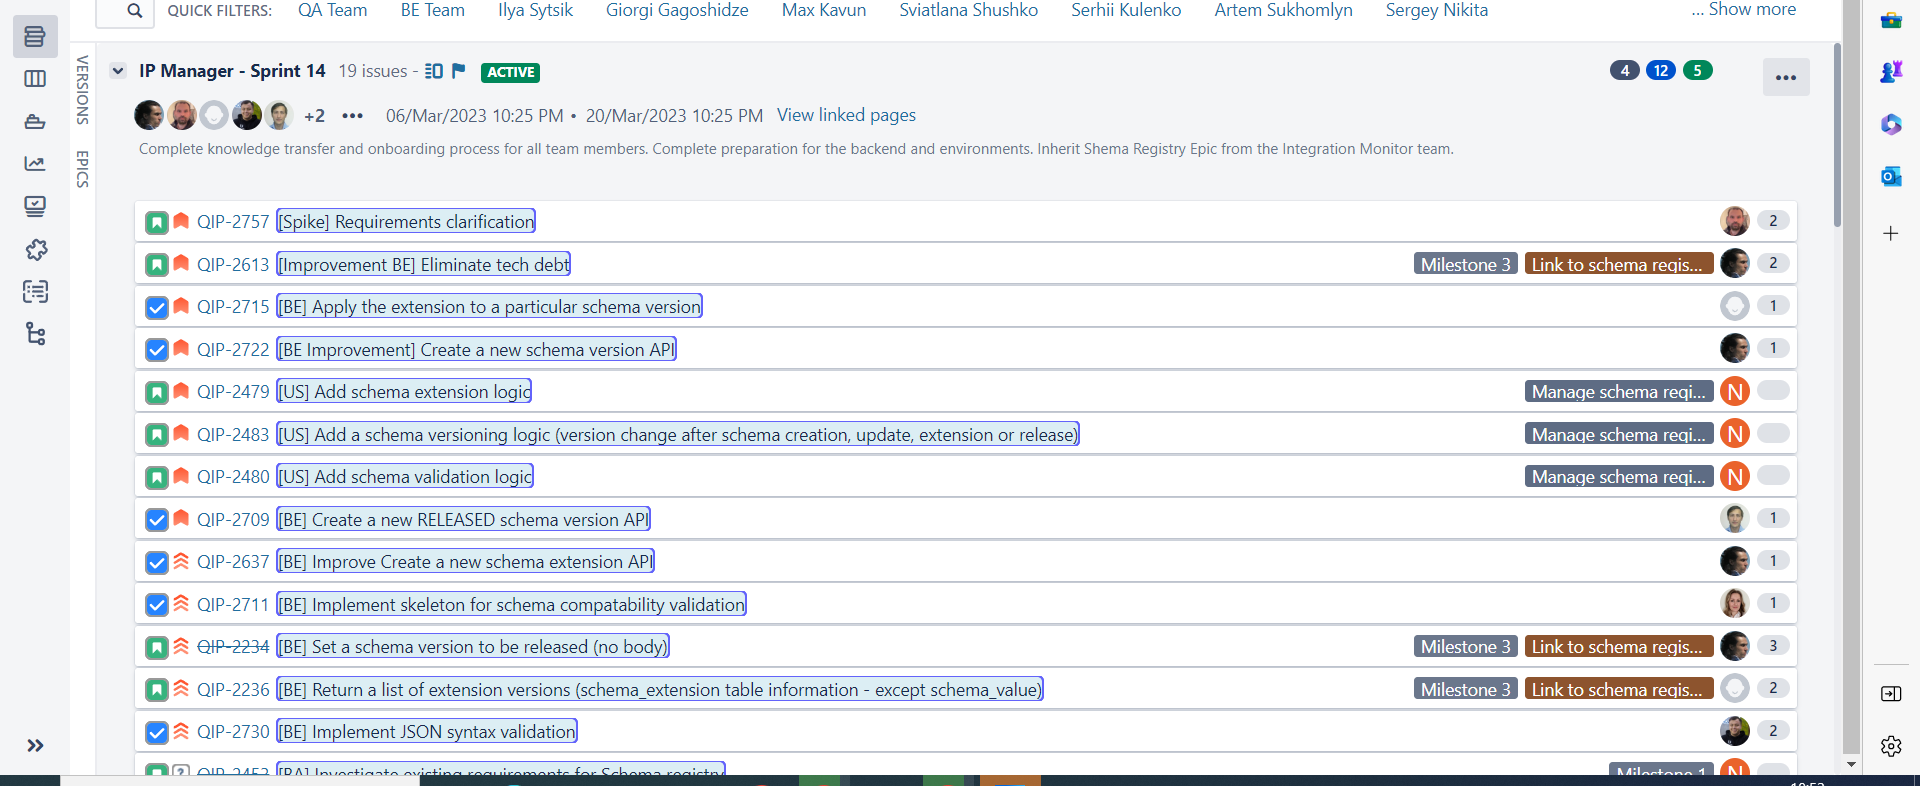 QUICK FILTERS: QA Team BE Team Ilya Sytsik Giorgi Gagoshidze Max Kavun Sviatlana Shushko Serhii Kulenko Artem Sukhomlyn Sergey Nikita ... Show more
VERSIONS
EPICS
IP Manager - Sprint 14 19 issues - ACTIVE 4 12 5
+2 ••• 06/Mar/2023 10:25 PM • 20/Mar/2023 10:25 PM View linked pages
Complete knowledge transfer and onboarding process for all team members. Complete preparation for the backend and environments. Inherit Shema Registry Epic from the Integration Monitor team.
QIP-2757 [Spike] Requirements clarification 2
QIP-2613 [Improvement BE] Eliminate tech debt Milestone 3 Link to schema regis... 2
QIP-2715 [BE] Apply the extension to a particular schema version 1
QIP-2722 [BE Improvement] Create a new schema version API 1
QIP-2479 [US] Add schema extension logic Manage schema regi... N
QIP-2483 [US] Add a schema versioning logic (version change after schema creation, update, extension or release) Manage schema regi... N
QIP-2480 [US] Add schema validation logic Manage schema regi... N
QIP-2709 [BE] Create a new RELEASED schema version API 1
QIP-2637 [BE] Improve Create a new schema extension API 1
QIP-2711 [BE] Implement skeleton for schema compatability validation 1
QIP-2234 [BE] Set a schema version to be released (no body) Milestone 3 Link to schema regis... 3
QIP-2236 [BE] Return a list of extension versions (schema_extension table information - except schema_value) Milestone 3 Link to schema regis... 2
QIP-2730 [BE] Implement JSON syntax validation 2
QIP-2453 [BA] Investigate existing requirements for Schema registry Milestone 1 N